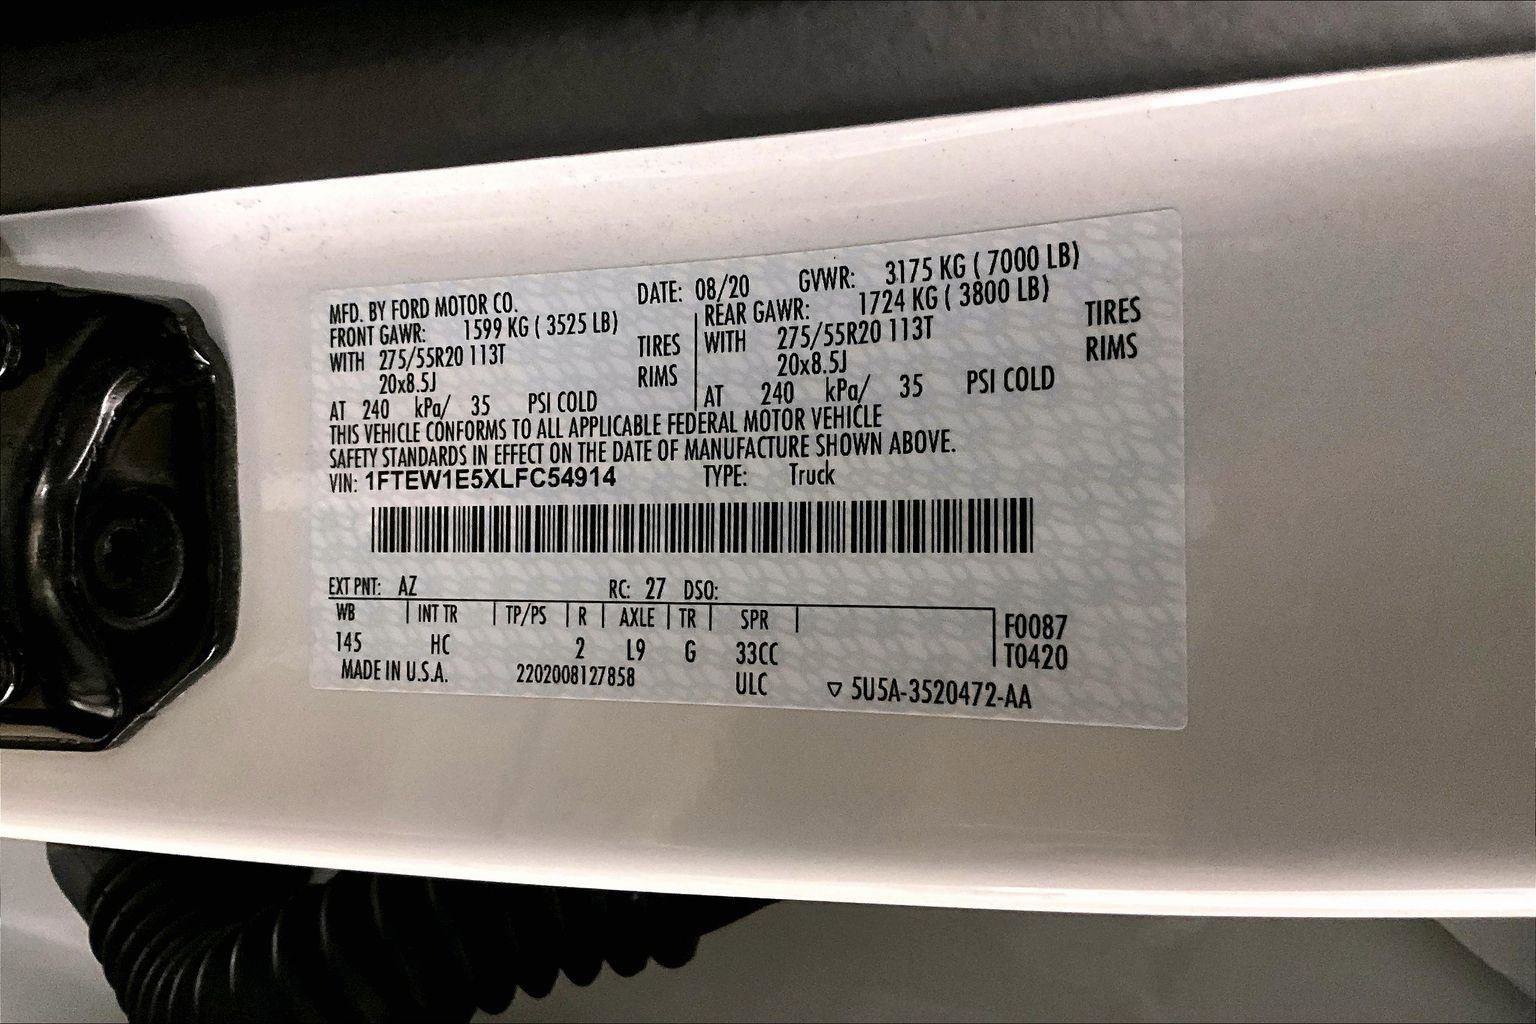 MFD. BY FORD MOTOR CO. DATE: 08/20 GVWR: 3175 KG ( 7000 LB)
FRONT GAWR: 1599 KG ( 3525 LB) REAR GAWR: 1724 KG ( 3800 LB)
WITH 275/55R20 113T TIRES WITH 275/55R20 113T TIRES
20x8.5J RIMS 20x8.5J RIMS
AT 240 kPa/ 35 PSI COLD AT 240 kPa/ 35 PSI COLD
THIS VEHICLE CONFORMS TO ALL APPLICABLE FEDERAL MOTOR VEHICLE
SAFETY STANDARDS IN EFFECT ON THE DATE OF MANUFACTURE SHOWN ABOVE.
VIN: 1FTEW1E5XLFC54914 TYPE: Truck
EXT PNT: AZ RC: 27 DSO:
WB INT TR TP/PS R AXLE TR SPR F0087
145 HC 2 L9 G 33CC T0420
MADE IN U.S.A. 2202008127858 ULC ▽ 5U5A-3520472-AA